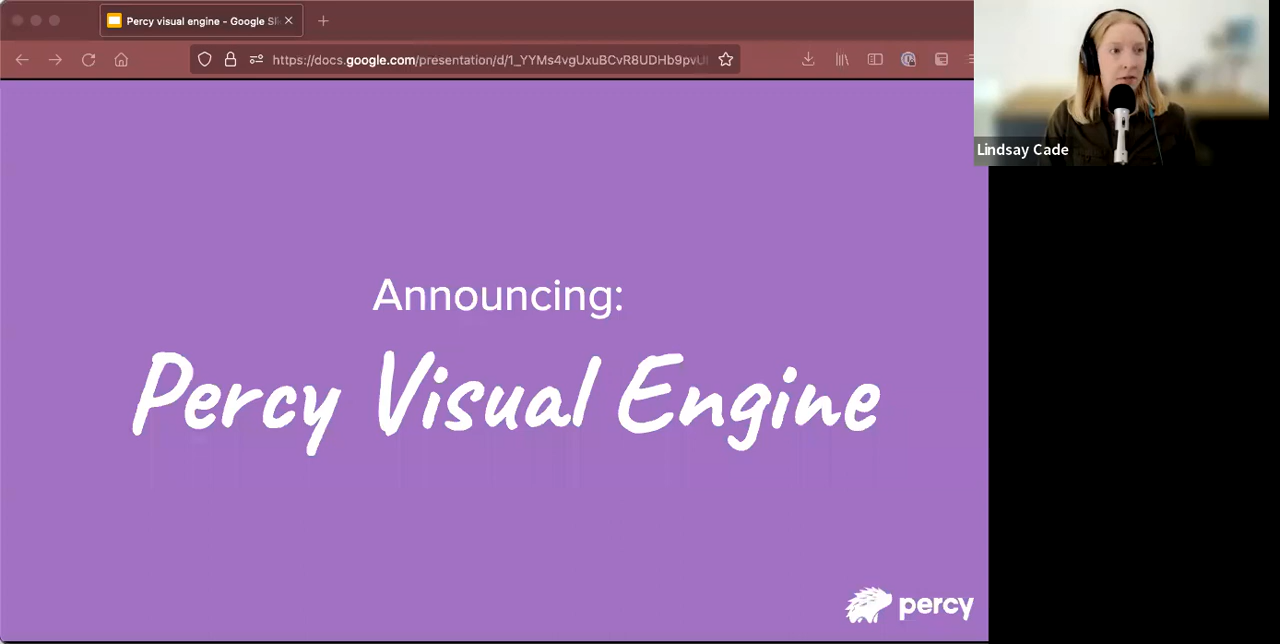 Percy visual engine - Google Sl
https://docs.google.com/presentation/d/1_YYMs4vgUxuBCvR8UDHb9pvU
Lindsay Cade
Announcing:
Percy Visual Engine
percy